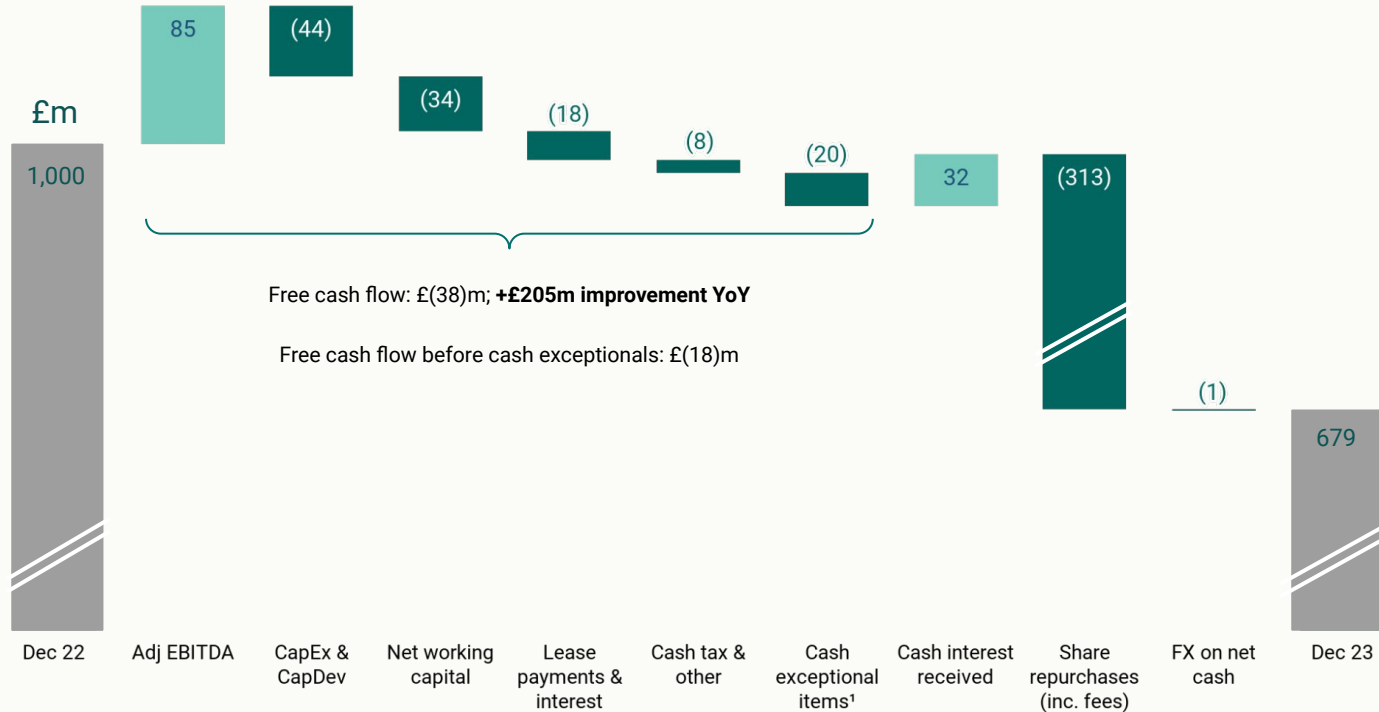 £m
1,000
85
(44)
(34)
(18)
(8)
(20)
32
(313)
(1)
679
Free cash flow: £(38)m; +£205m improvement YoY
Free cash flow before cash exceptionals: £(18)m
Dec 22
Adj EBITDA
CapEx &
CapDev
Net working
capital
Lease
payments &
interest
Cash tax &
other
Cash
exceptional
items¹
Cash interest
received
Share
repurchases
(inc. fees)
FX on net
cash
Dec 23